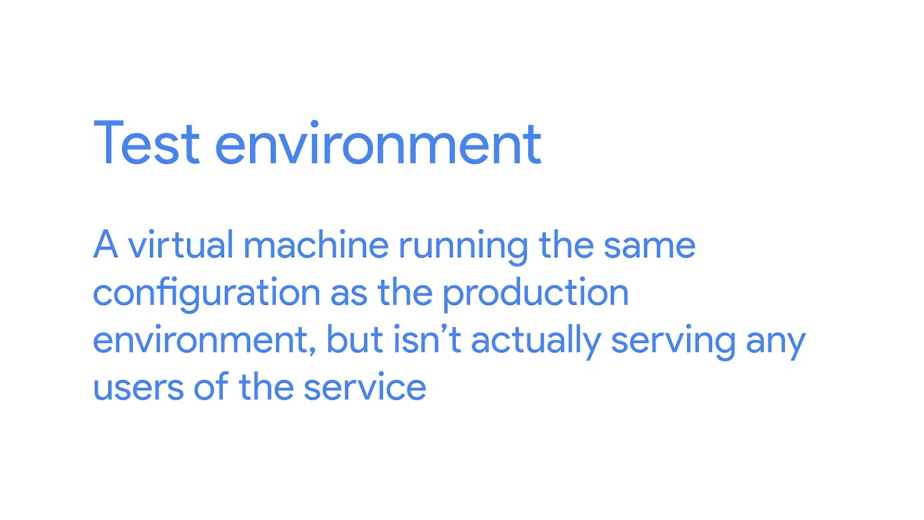 Test environment
A virtual machine running the same
configuration as the production
environment, but isn’t actually serving any
users of the service